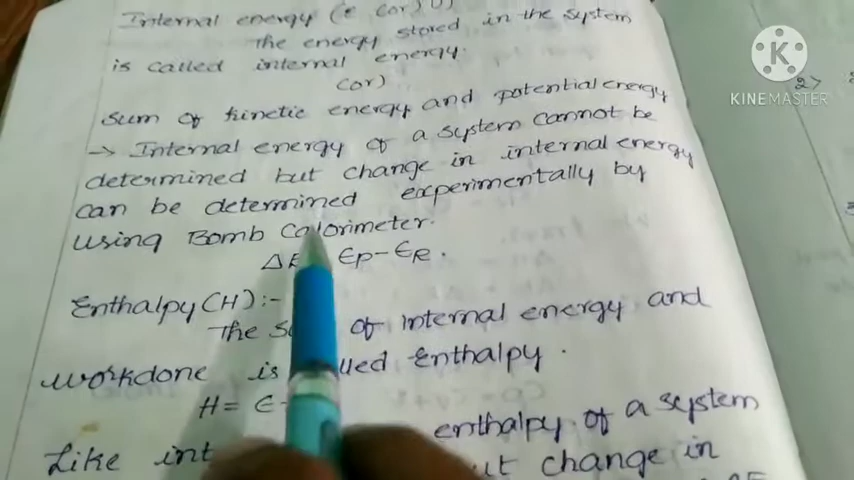 Internal energy (E (or) U)
The energy stored in the system
is called internal energy.
(or)
Sum of kinetic energy and potential energy
→ Internal energy of a system cannot be
determined but change in internal energy
can be determined experimentally by
using Bomb Calorimeter.
ΔE EP-ER.
Enthalpy (H) :-
The of internal energy and
workdone is called Enthalpy.
H= E
enthalpy of a system
Like change in
K
KINEMASTER
2>